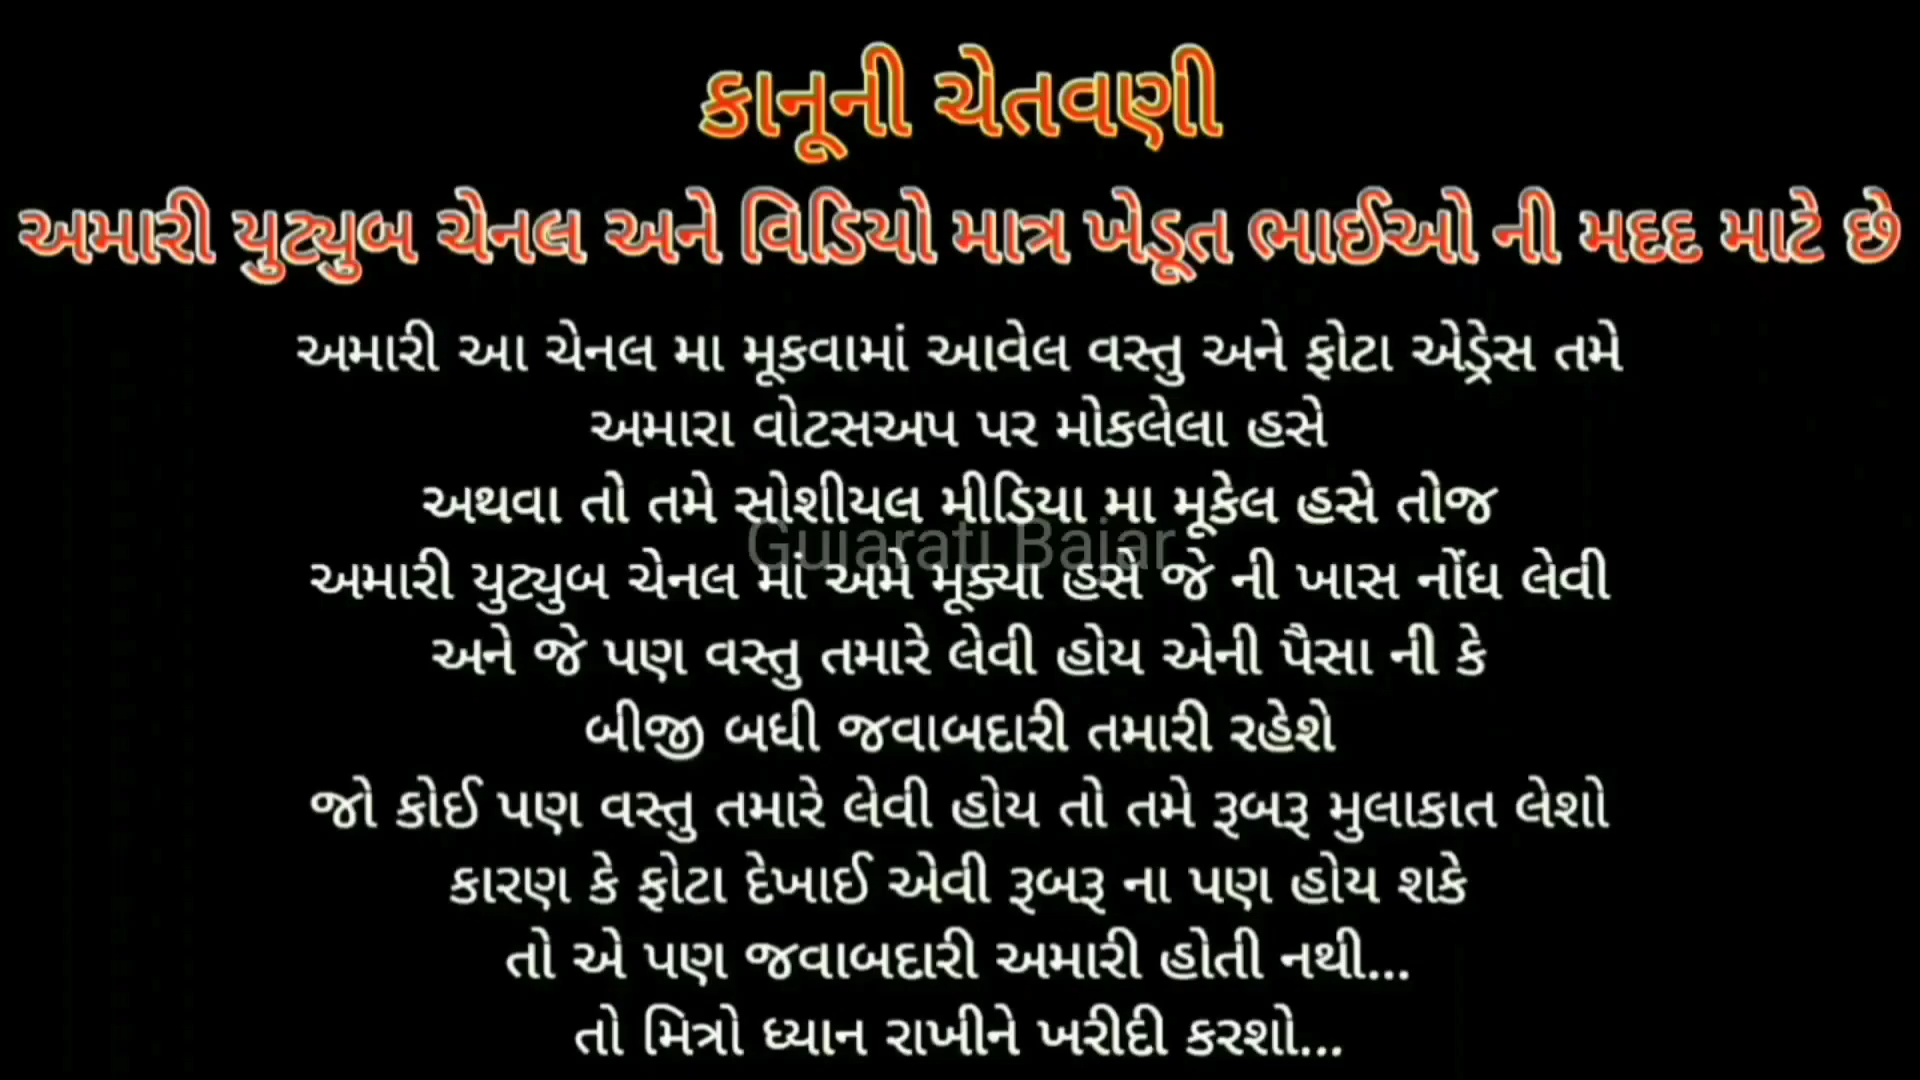 કાનૂની ચેતવણી
અમારી યુટ્યુબ ચેનલ અને વિડિયો માત્ર ખેડૂત ભાઈઓ ની મદદ માટે છે
અમારી આ ચેનલ મા મૂકવામાં આવેલ વસ્તુ અને ફોટા એડ્રેસ તમે
અમારા વોટસઅપ પર મોકલેલા હસે
અથવા તો તમે સોશીયલ મીડિયા મા મૂકેલ હસે તોજ
Gujarati Bajar
અમારી યુટ્યુબ ચેનલ માં અમે મૂક્યા હસે જે ની ખાસ નોંધ લેવી
અને જે પણ વસ્તુ તમારે લેવી હોય એની પૈસા ની કે
બીજી બધી જવાબદારી તમારી રહેશે
જો કોઈ પણ વસ્તુ તમારે લેવી હોય તો તમે રૂબરૂ મુલાકાત લેશો
કારણ કે ફોટા દેખાઈ એવી રૂબરૂ ના પણ હોય શકે
તો એ પણ જવાબદારી અમારી હોતી નથી...
તો મિત્રો ધ્યાન રાખીને ખરીદી કરશો...